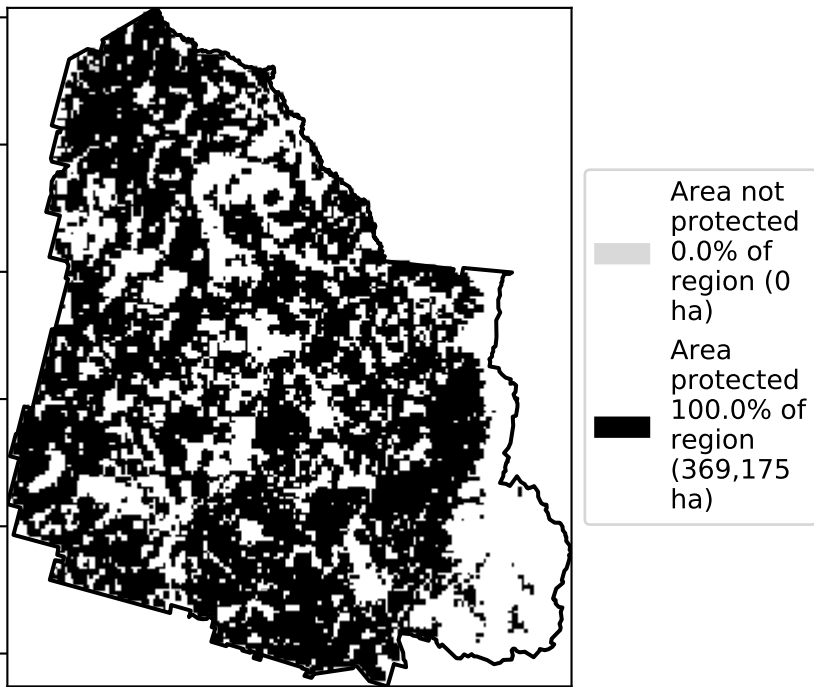 Area not
protected
0.0% of
region (0
ha)
Area
protected
100.0% of
region
(369,175
ha)